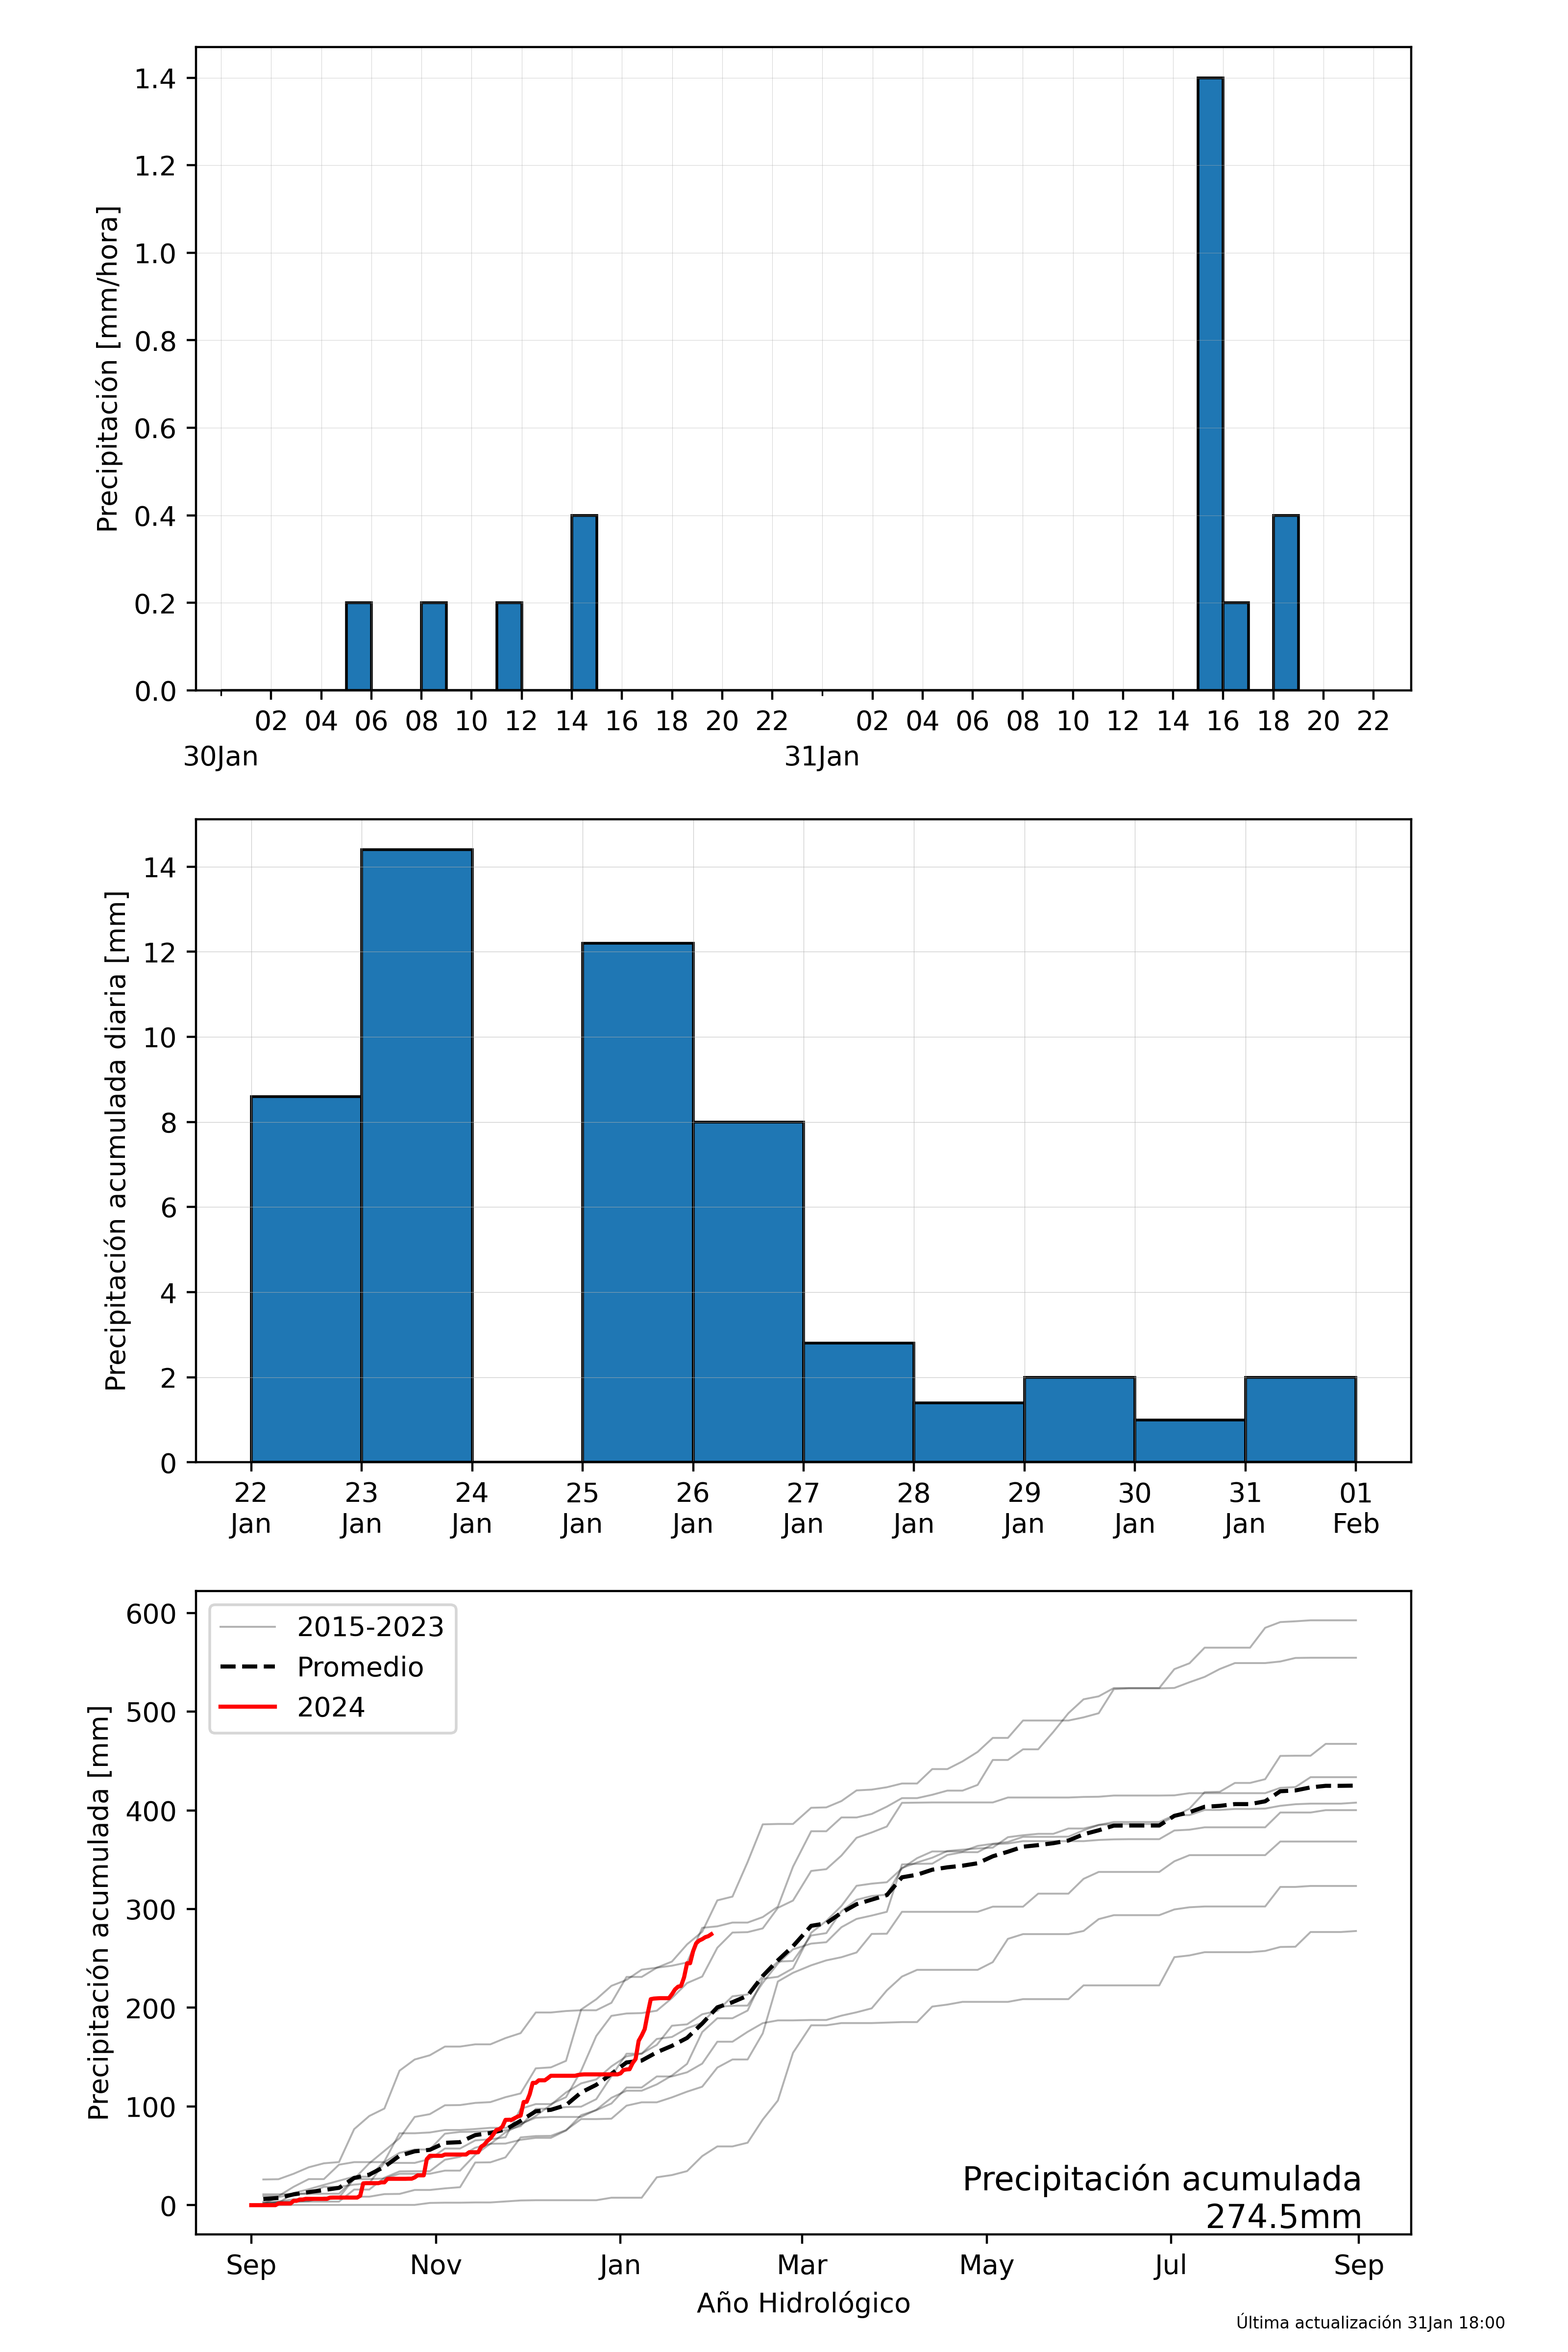 Precipitación [mm/hora]
1.4
1.2
1.0
0.8
0.6
0.4
0.2
0.0
02 04 06 08 10 12 14 16 18 20 22 02 04 06 08 10 12 14 16 18 20 22
30Jan 31Jan
Precipitación acumulada diaria [mm]
14
12
10
8
6
4
2
0
22 23 24 25 26 27 28 29 30 31 01
Jan Jan Jan Jan Jan Jan Jan Jan Jan Jan Feb
Precipitación acumulada [mm]
600
500
400
300
200
100
0
2015-2023
Promedio
2024
Precipitación acumulada
274.5mm
Sep Nov Jan Mar May Jul Sep
Año Hidrológico
Última actualización 31Jan 18:00